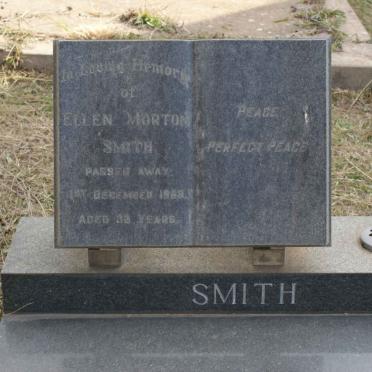 In Loving Memory
of
ELLEN MORTON
SMITH
PASSED AWAY
1ST DECEMBER
AGED YEARS
PEACE
PERFECT PEACE
SMITH